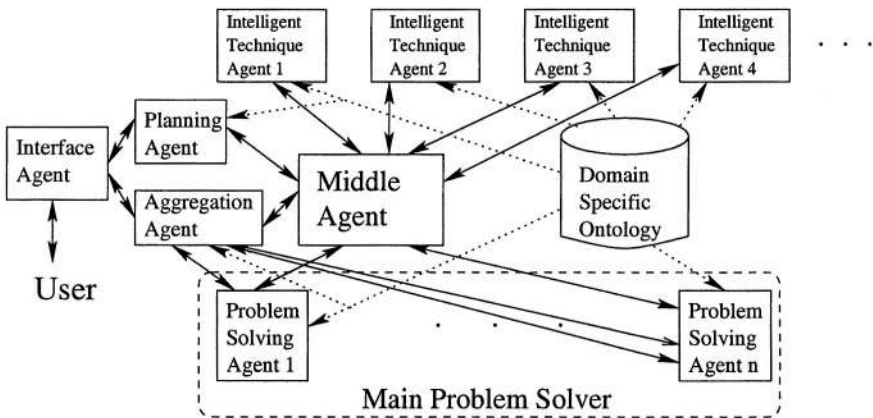 Intelligent
Technique
Agent 1
Intelligent
Technique
Agent 2
Intelligent
Technique
Agent 3
Intelligent
Technique
Agent 4
. . .
Planning
Agent
Interface
Agent
Middle
Agent
Domain
Specific
Ontology
Aggregation
Agent
User
Problem
Solving
Agent 1
. . .
Problem
Solving
Agent n
Main Problem Solver